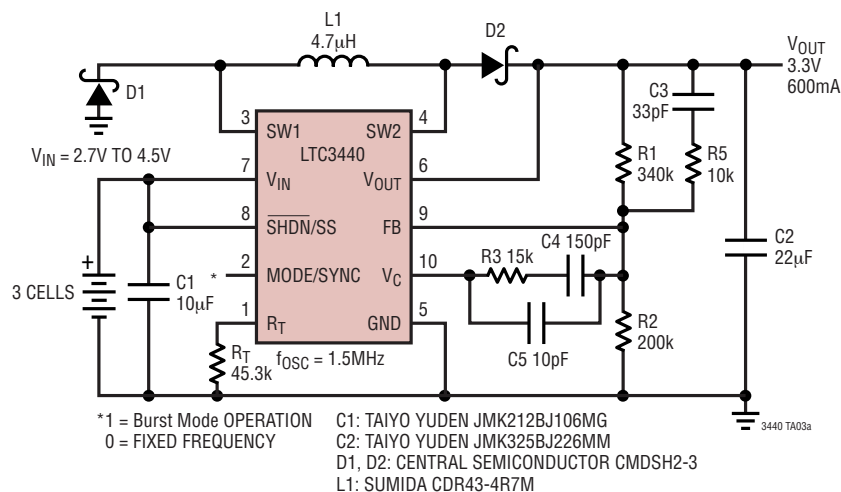 L1
4.7µH
D2
D1
VOUT
3.3V
600mA
C3
33pF
3
SW1
SW2
4
LTC3440
R1
340k
R5
10k
VIN = 2.7V TO 4.5V
7
VIN
VOUT
6
8
SHDN/SS
FB
9
C4 150pF
R3 15k
C2
22µF
+
3 CELLS
C1
10µF
*
2
MODE/SYNC
VC
10
1
RT
GND
5
C5 10pF
R2
200k
RT
45.3k
fOSC = 1.5MHz
*1 = Burst Mode OPERATION
0 = FIXED FREQUENCY
C1: TAIYO YUDEN JMK212BJ106MG
C2: TAIYO YUDEN JMK325BJ226MM
D1, D2: CENTRAL SEMICONDUCTOR CMDSH2-3
L1: SUMIDA CDR43-4R7M
3440 TA03a